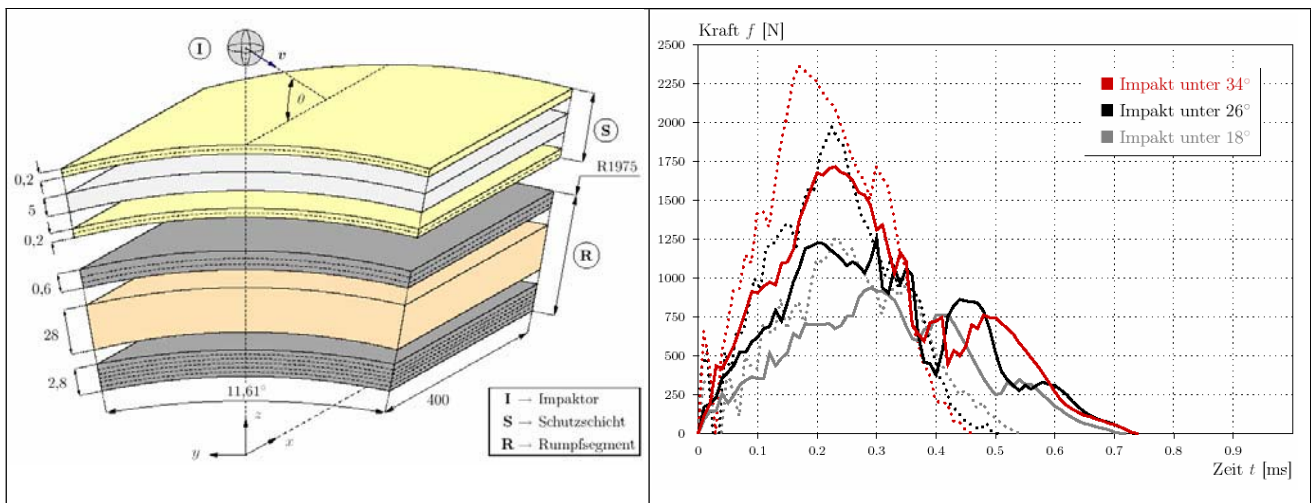 I
v
θ
S
R1975
0,2
5
0,2
R
0,6
28
2,8
11,61°
400
z
x
y
I → Impaktor
S → Schutzschicht
R → Rumpfsegment
Kraft f [N]
2500
2250
2000
1750
1500
1250
1000
750
500
250
0
Impakt unter 34°
Impakt unter 26°
Impakt unter 18°
0 0.1 0.2 0.3 0.4 0.5 0.6 0.7 0.8 0.9
Zeit t [ms]